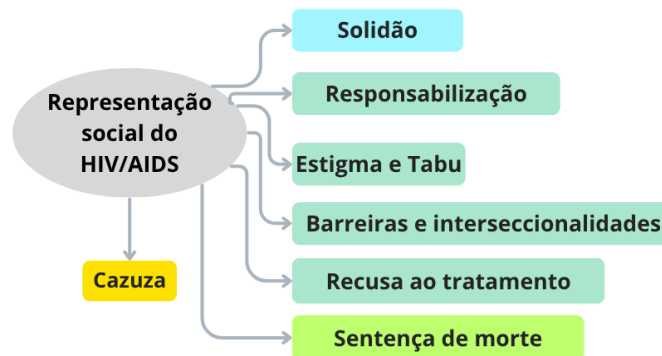 Representação
social do
HIV/AIDS
Cazuza
Solidão
Responsabilização
Estigma e Tabu
Barreiras e interseccionalidades
Recusa ao tratamento
Sentença de morte